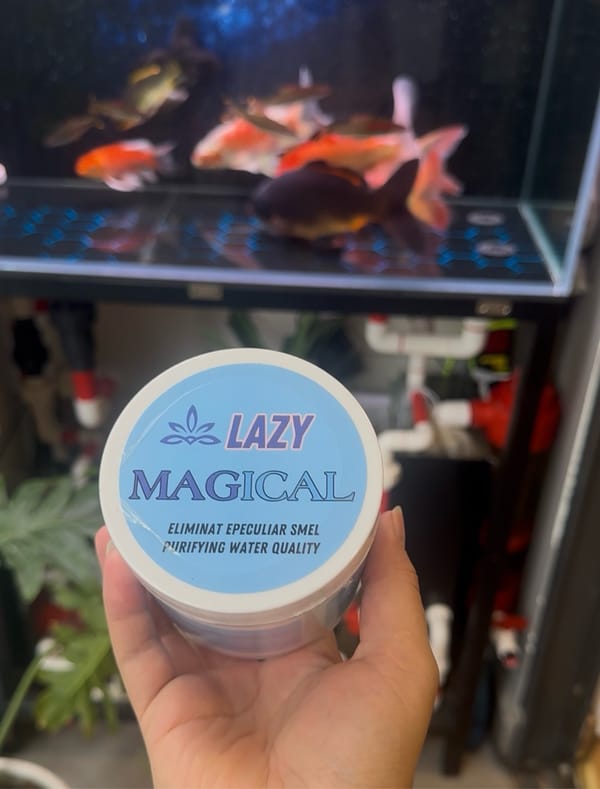 LAZY
MAGICAL
ELIMINAT EPECULIAR SMEL
PURIFYING WATER QUALITY